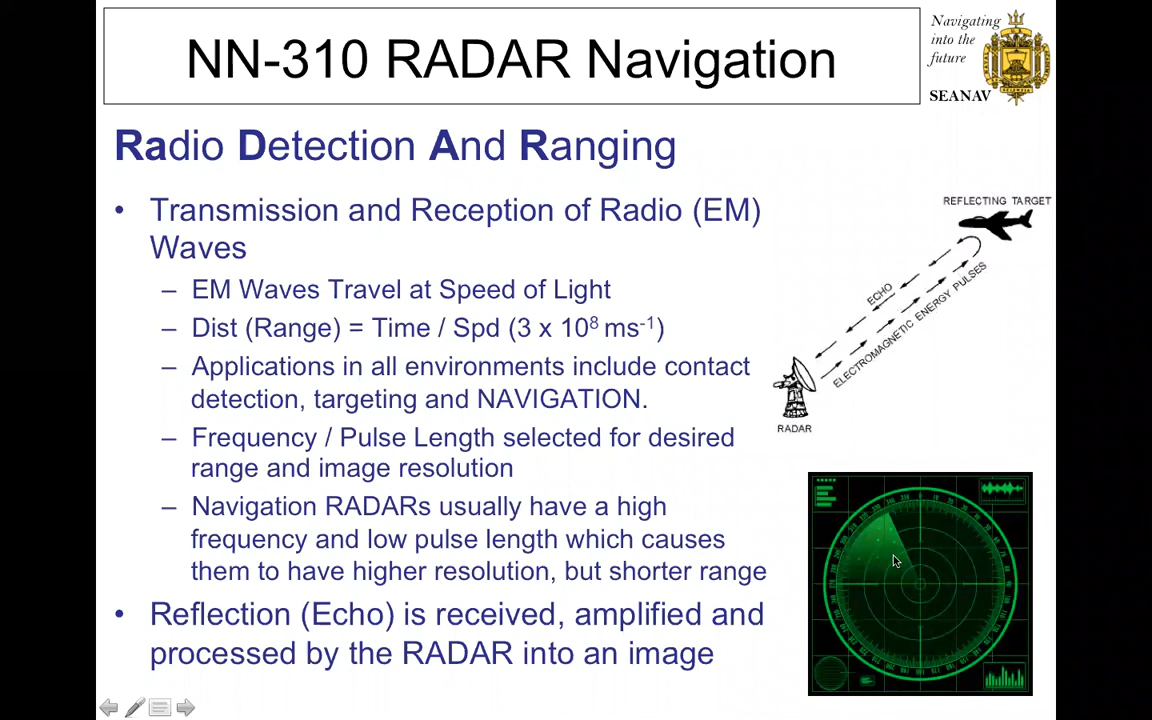 NN-310 RADAR Navigation
Navigating
into the
future
SEANAV
Radio Detection And Ranging
• Transmission and Reception of Radio (EM)
Waves
– EM Waves Travel at Speed of Light
– Dist (Range) = Time / Spd (3 x 10⁸ ms⁻¹)
– Applications in all environments include contact
detection, targeting and NAVIGATION.
– Frequency / Pulse Length selected for desired
range and image resolution
– Navigation RADARs usually have a high
frequency and low pulse length which causes
them to have higher resolution, but shorter range
• Reflection (Echo) is received, amplified and
processed by the RADAR into an image
REFLECTING TARGET
ECHO
ELECTROMAGNETIC ENERGY PULSES
RADAR